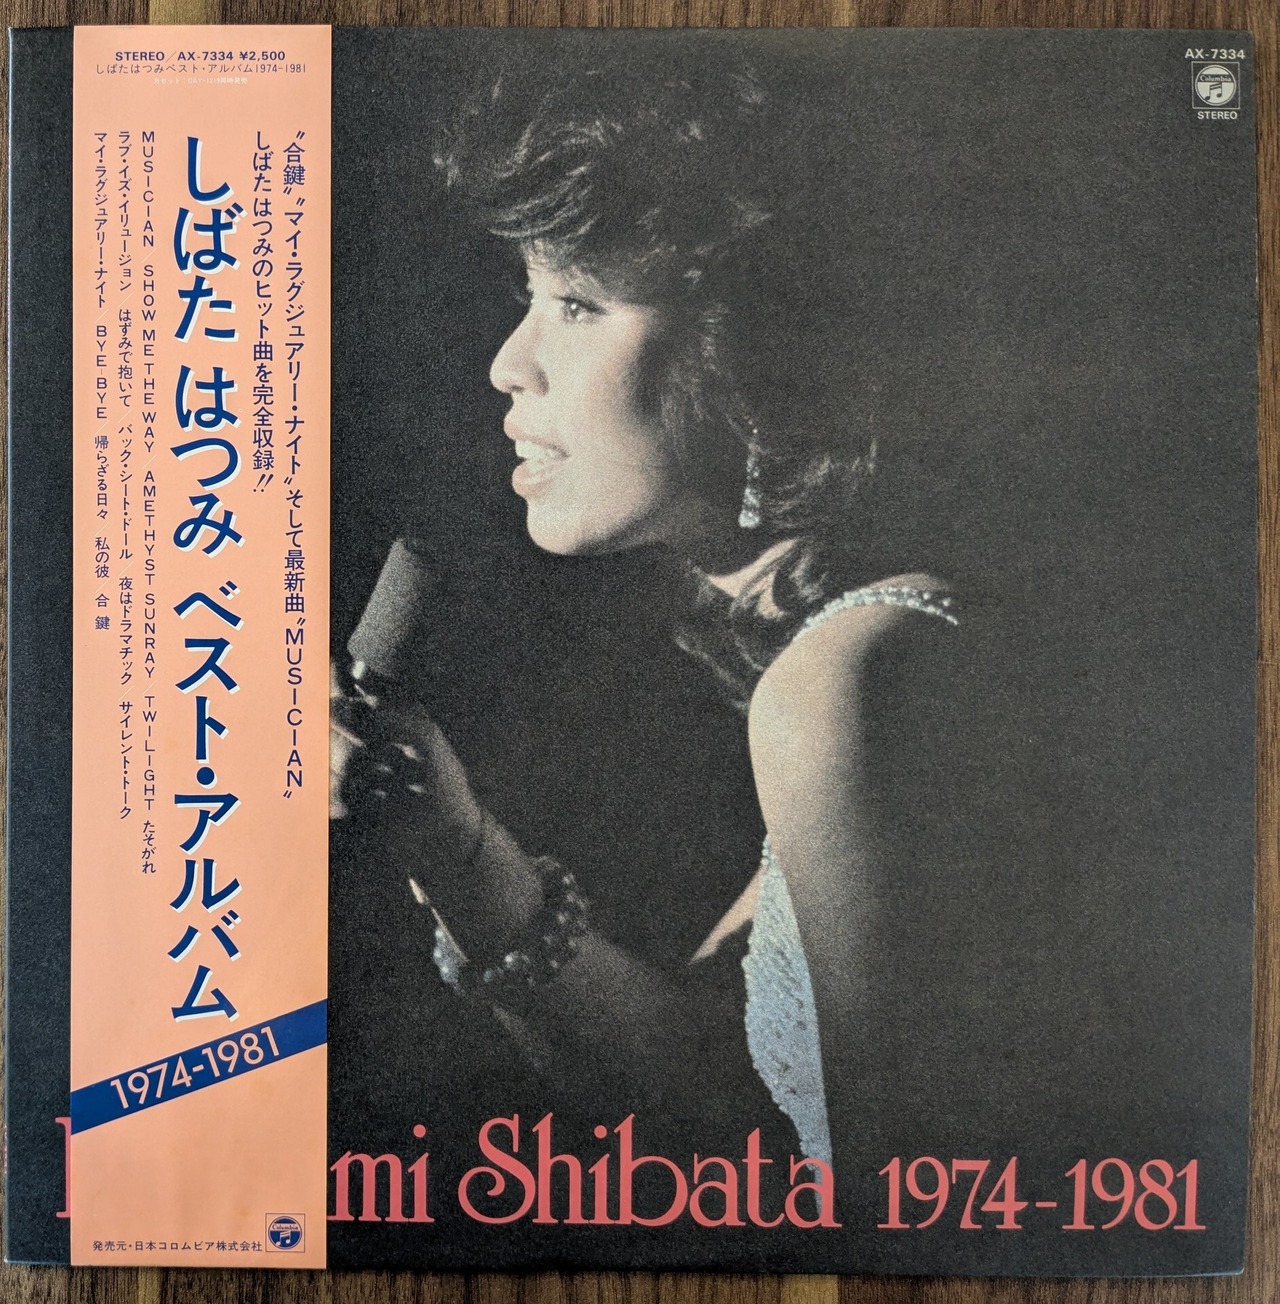 STEREO/AX-7334 ¥2,500
しばたはつみベスト・アルバム1974-1981
〝合鍵〟〝マイ・ラグジュアリー・ナイト〟そして最新曲〝MUSICIAN〟
しばたはつみのヒット曲を完全収録!!
しばた はつみ ベスト・アルバム
1974-1981
MUSICIAN/SHOW ME THE WAY/AMETHYST SUNRAY/TWILIGHT たそがれ
ラブ・イズ・イリュージョン/はずみで抱いて/バック・シート・ドール/夜はドラマチック/サイレント・トーク
マイ・ラグジュアリー・ナイト/BYE-BYE/帰らざる日々/私の彼/合鍵
発売元・日本コロムビア株式会社
Columbia
AX-7334
Columbia
STEREO
mi Shibata 1974-1981